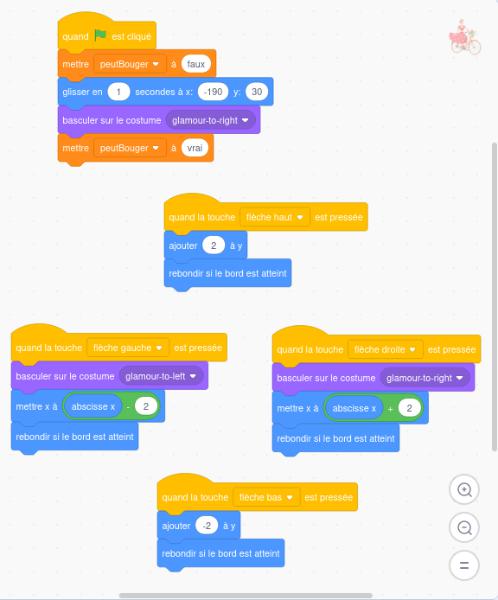 quand est cliqué
mettre peutBouger à faux
glisser en 1 secondes à x: -190 y: 30
basculer sur le costume glamour-to-right
mettre peutBouger à vrai
quand la touche flèche haut est pressée
ajouter 2 à y
rebondir si le bord est atteint
quand la touche flèche gauche est pressée
basculer sur le costume glamour-to-left
mettre x à abscisse x - 2
rebondir si le bord est atteint
quand la touche flèche droite est pressée
basculer sur le costume glamour-to-right
mettre x à abscisse x + 2
rebondir si le bord est atteint
quand la touche flèche bas est pressée
ajouter -2 à y
rebondir si le bord est atteint